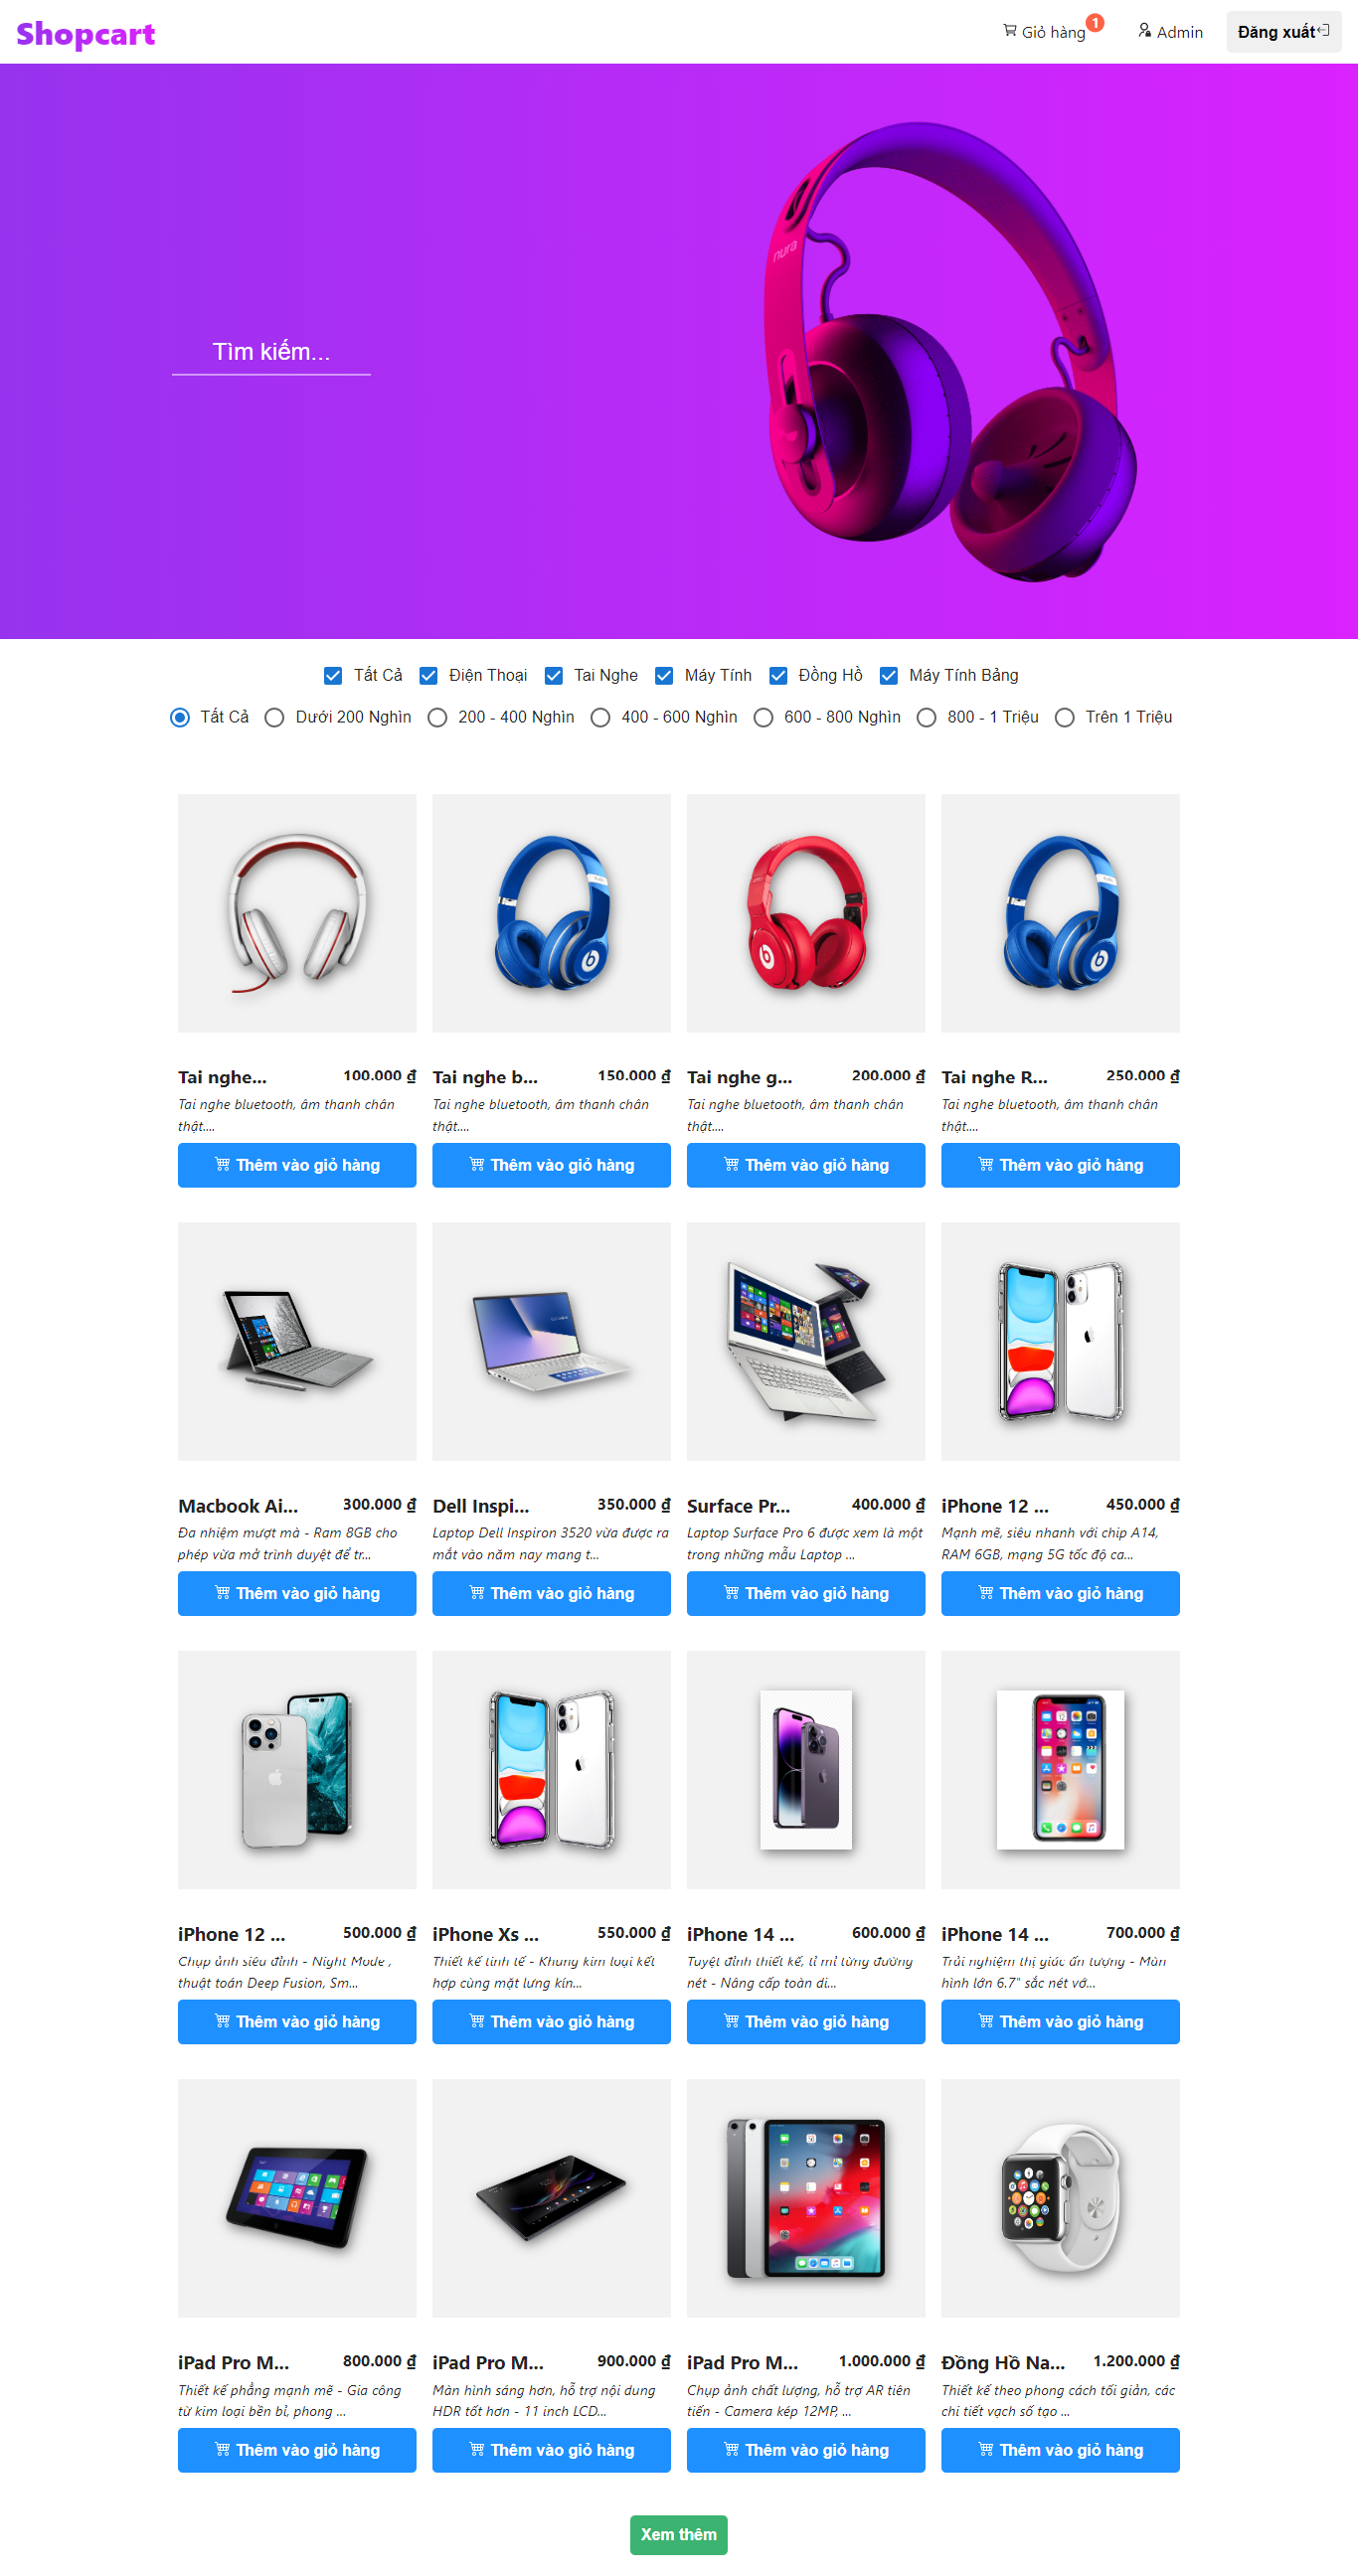 Shopcart
Giỏ hàng 1 Admin Đăng xuất
nura
Tìm kiếm...
Tất Cả Điện Thoại Tai Nghe Máy Tính Đồng Hồ Máy Tính Bảng
Tất Cả Dưới 200 Nghìn 200 - 400 Nghìn 400 - 600 Nghìn 600 - 800 Nghìn 800 - 1 Triệu Trên 1 Triệu
Tai nghe... 100.000 ₫
Tai nghe bluetooth, âm thanh chân
thật....
Thêm vào giỏ hàng
Tai nghe b... 150.000 ₫
Tai nghe bluetooth, âm thanh chân
thật....
Thêm vào giỏ hàng
Tai nghe g... 200.000 ₫
Tai nghe bluetooth, âm thanh chân
thật....
Thêm vào giỏ hàng
Tai nghe R... 250.000 ₫
Tai nghe bluetooth, âm thanh chân
thật....
Thêm vào giỏ hàng
Macbook Ai... 300.000 ₫
Đa nhiệm mượt mà - Ram 8GB cho
phép vừa mở trình duyệt để tr...
Thêm vào giỏ hàng
Dell Inspi... 350.000 ₫
Laptop Dell Inspiron 3520 vừa được ra
mắt vào năm nay mang t...
Thêm vào giỏ hàng
Surface Pr... 400.000 ₫
Laptop Surface Pro 6 được xem là một
trong những mẫu Laptop ...
Thêm vào giỏ hàng
iPhone 12 ... 450.000 ₫
Mạnh mẽ, siêu nhanh với chip A14,
RAM 6GB, mạng 5G tốc độ ca...
Thêm vào giỏ hàng
iPhone 12 ... 500.000 ₫
Chụp ảnh siêu đỉnh - Night Mode ,
thuật toán Deep Fusion, Sm...
Thêm vào giỏ hàng
iPhone Xs ... 550.000 ₫
Thiết kế tinh tế - Khung kim loại kết
hợp cùng mặt lưng kín...
Thêm vào giỏ hàng
iPhone 14 ... 600.000 ₫
Tuyệt đỉnh thiết kế, tỉ mỉ từng đường
nét - Nâng cấp toàn di...
Thêm vào giỏ hàng
iPhone 14 ... 700.000 ₫
Trải nghiệm thị giác ấn tượng - Màn
hình lớn 6.7" sắc nét vớ...
Thêm vào giỏ hàng
iPad Pro M... 800.000 ₫
Thiết kế phẳng mạnh mẽ - Gia công
từ kim loại bền bỉ, phong ...
Thêm vào giỏ hàng
iPad Pro M... 900.000 ₫
Màn hình sáng hơn, hỗ trợ nội dung
HDR tốt hơn - 11 inch LCD...
Thêm vào giỏ hàng
iPad Pro M... 1.000.000 ₫
Chụp ảnh chất lượng, hỗ trợ AR tiên
tiến - Camera kép 12MP, ...
Thêm vào giỏ hàng
Đồng Hồ Na... 1.200.000 ₫
Thiết kế theo phong cách tối giản, các
chi tiết vạch số tạo ...
Thêm vào giỏ hàng
Xem thêm